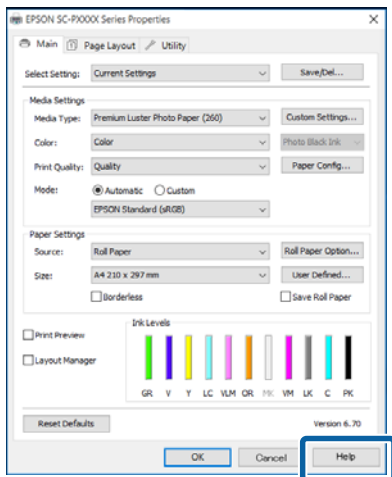 EPSON SC-PXXXX Series Properties
Main Page Layout Utility
Select Setting: Current Settings Save/Del...
Media Settings
Media Type: Premium Luster Photo Paper (260) Custom Settings...
Color: Color Photo Black Ink
Print Quality: Quality Paper Config...
Mode: Automatic Custom
EPSON Standard (sRGB)
Paper Settings
Source: Roll Paper Roll Paper Option...
Size: A4 210 x 297 mm User Defined...
Borderless Save Roll Paper
Ink Levels
Print Preview
Layout Manager
GR V Y LC VLM OR MK VM LK C PK
Reset Defaults Version 6.70
OK Cancel Help